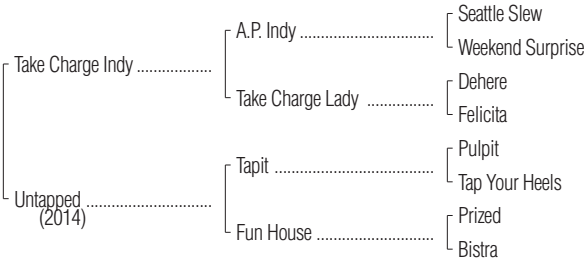 Take Charge Indy ................
A.P. Indy ............................
Seattle Slew
Weekend Surprise
Take Charge Lady ..............
Dehere
Felicita
Untapped ..........................
(2014)
Tapit .................................
Pulpit
Tap Your Heels
Fun House ........................
Prized
Bistra